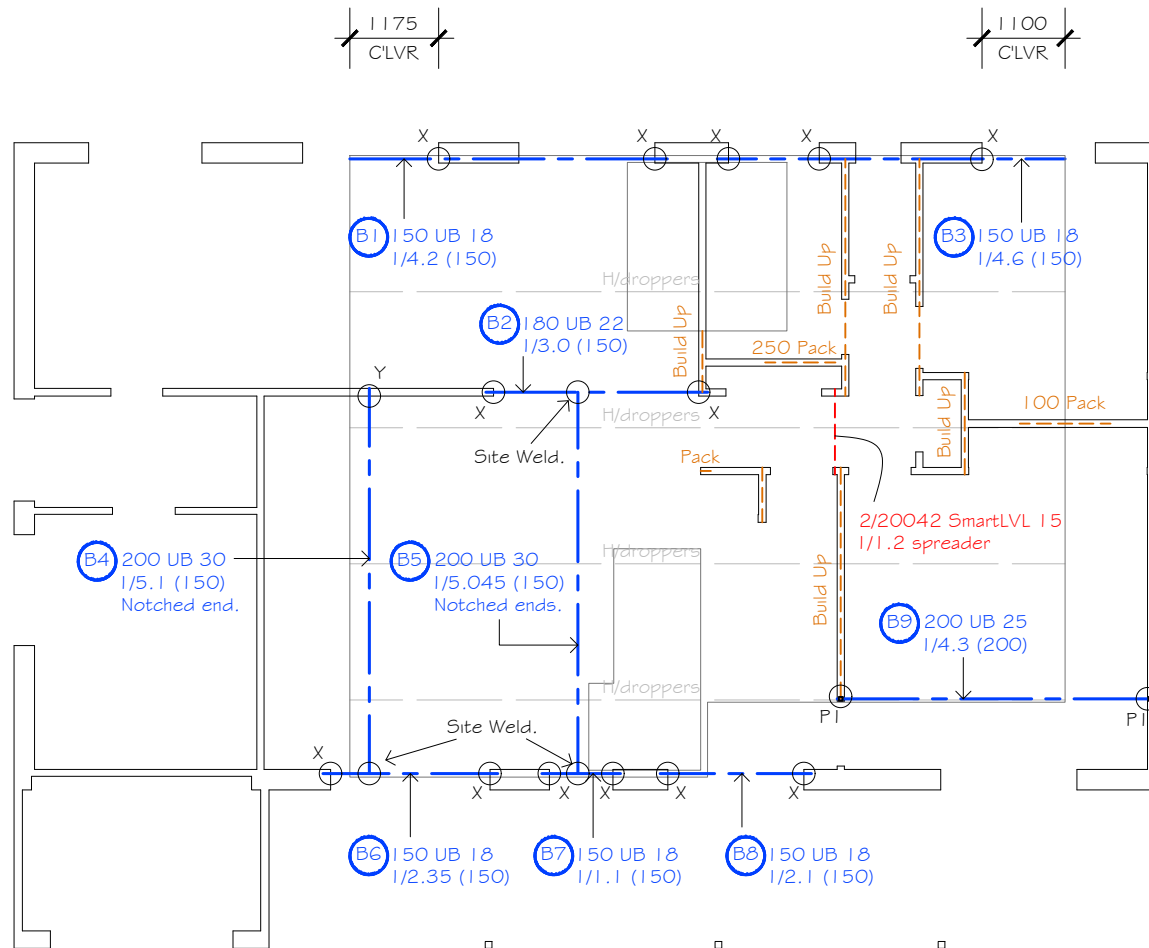 1175
C'LVR
1100
C'LVR
X
X
X
X
X
B1
150 UB 18
1/4.2 (150)
B3
150 UB 18
1/4.6 (150)
H/droppers
Build Up
Build Up
B2
180 UB 22
1/3.0 (150)
Build Up
250 Pack
Y
X
X
H/droppers
100 Pack
Build Up
Site Weld.
Pack
2/20042 SmartLVL 15
1/1.2 spreader
B4
200 UB 30
1/5.1 (150)
Notched end.
B5
200 UB 30
1/5.045 (150)
Notched ends.
H/droppers
Build Up
B9
200 UB 25
1/4.3 (200)
H/droppers
P1
P1
Site Weld.
X
X
X
X
X
X
B6
150 UB 18
1/2.35 (150)
B7
150 UB 18
1/1.1 (150)
B8
150 UB 18
1/2.1 (150)